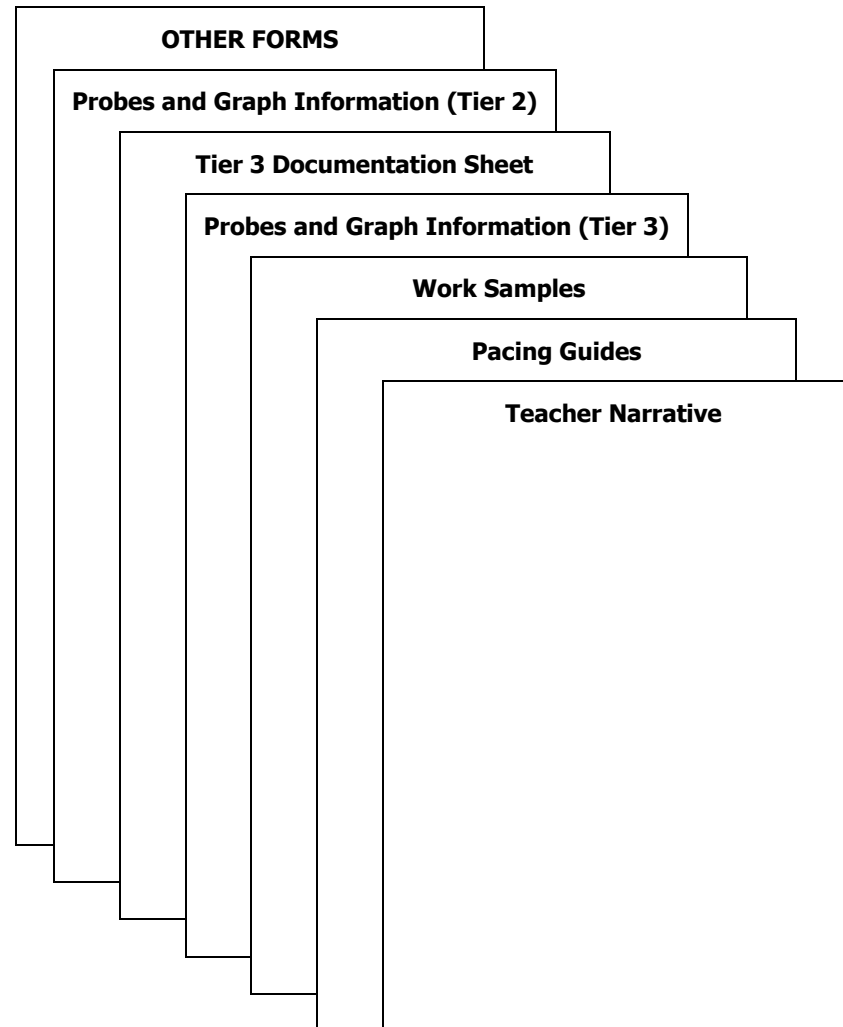 OTHER FORMS
Probes and Graph Information (Tier 2)
Tier 3 Documentation Sheet
Probes and Graph Information (Tier 3)
Work Samples
Pacing Guides
Teacher Narrative